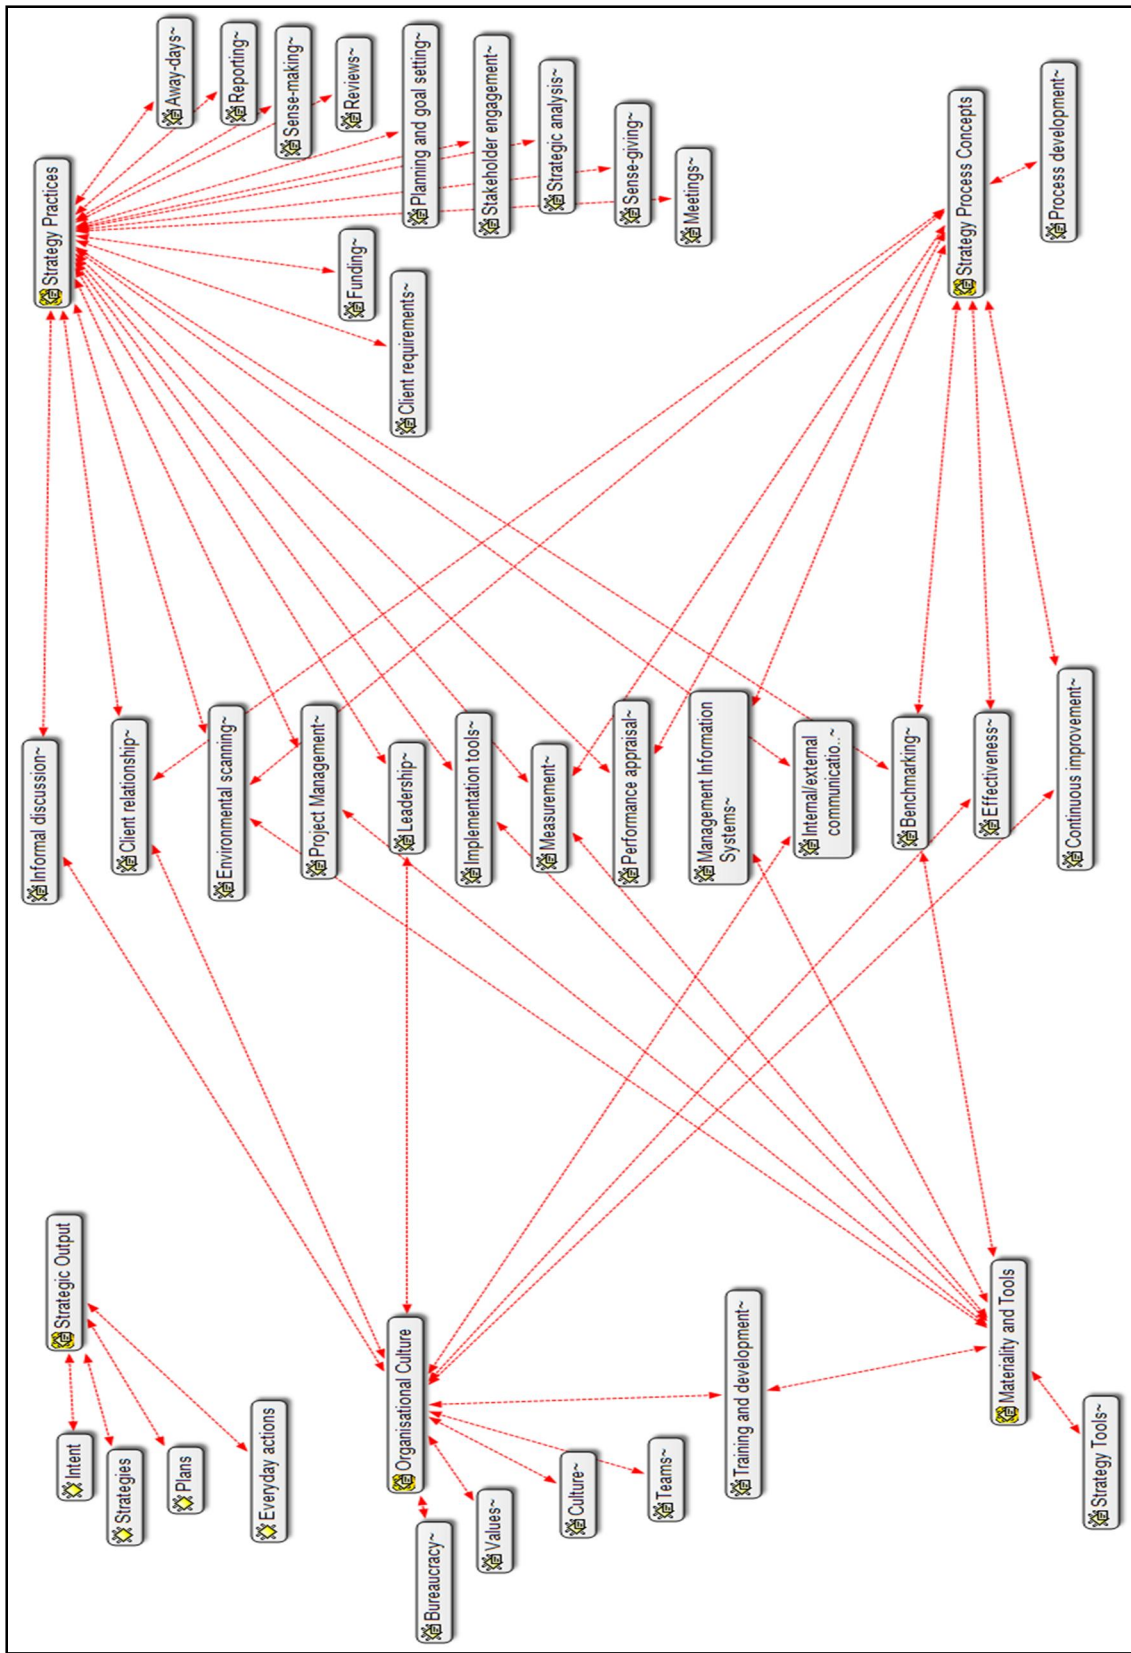 Informal discussion~
Strategic Output
Strategy Practices
Intent
Client relationship~
Strategies
Away-days~
Plans
Environmental scanning~
Reporting~
Everyday actions
Sense-making~
Project Management~
Funding~
Reviews~
Organisational Culture
Leadership~
Client requirements~
Planning and goal setting~
Bureaucracy~
Implementation tools~
Stakeholder engagement~
Values~
Measurement~
Strategic analysis~
Culture~
Performance appraisal~
Sense-giving~
Teams~
Management Information
Systems~
Meetings~
Training and development~
Internal/external
communicatio..~
Benchmarking~
Strategy Process Concepts
Materiality and Tools
Effectiveness~
Strategy Tools~
Continuous improvement~
Process development~